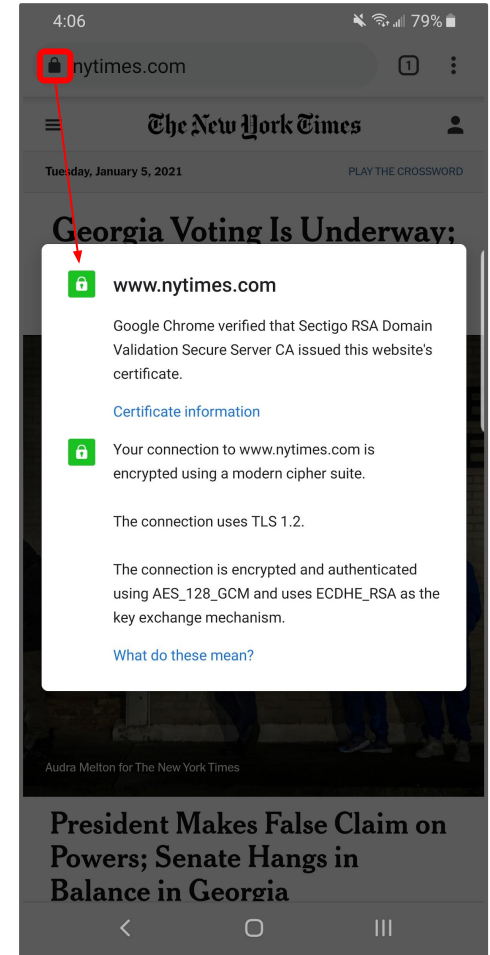 4:06
79%
nytimes.com
1
The New York Times
Tuesday, January 5, 2021
PLAY THE CROSSWORD
Georgia Voting Is Underway;
www.nytimes.com
Google Chrome verified that Sectigo RSA Domain
Validation Secure Server CA issued this website's
certificate.
Certificate information
Your connection to www.nytimes.com is
encrypted using a modern cipher suite.
The connection uses TLS 1.2.
The connection is encrypted and authenticated
using AES_128_GCM and uses ECDHE_RSA as the
key exchange mechanism.
What do these mean?
Audra Melton for The New York Times
President Makes False Claim on
Powers; Senate Hangs in
Balance in Georgia